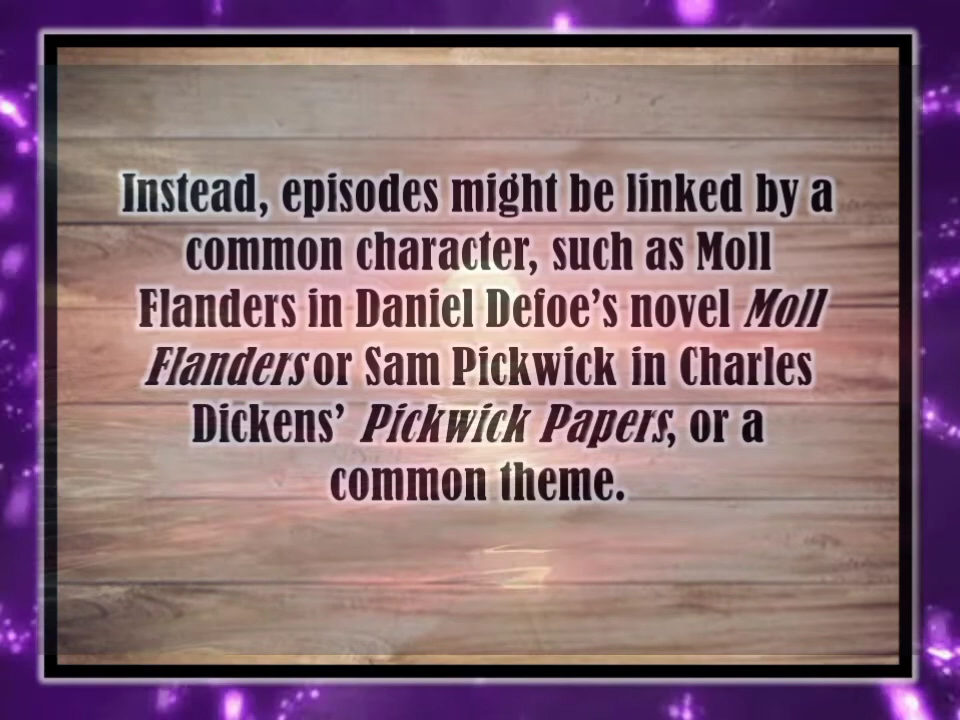 Instead, episodes might be linked by a
common character, such as Moll
Flanders in Daniel Defoe’s novel Moll
Flanders or Sam Pickwick in Charles
Dickens’ Pickwick Papers, or a
common theme.